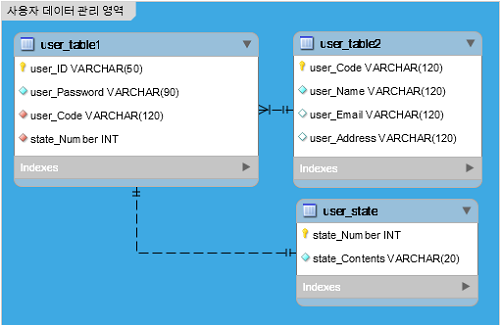 사용자 데이터 관리 영역
user_table1
user_ID VARCHAR(50)
user_Password VARCHAR(90)
user_Code VARCHAR(120)
state_Number INT
Indexes
user_table2
user_Code VARCHAR(120)
user_Name VARCHAR(120)
user_Email VARCHAR(120)
user_Address VARCHAR(120)
Indexes
user_state
state_Number INT
state_Contents VARCHAR(20)
Indexes